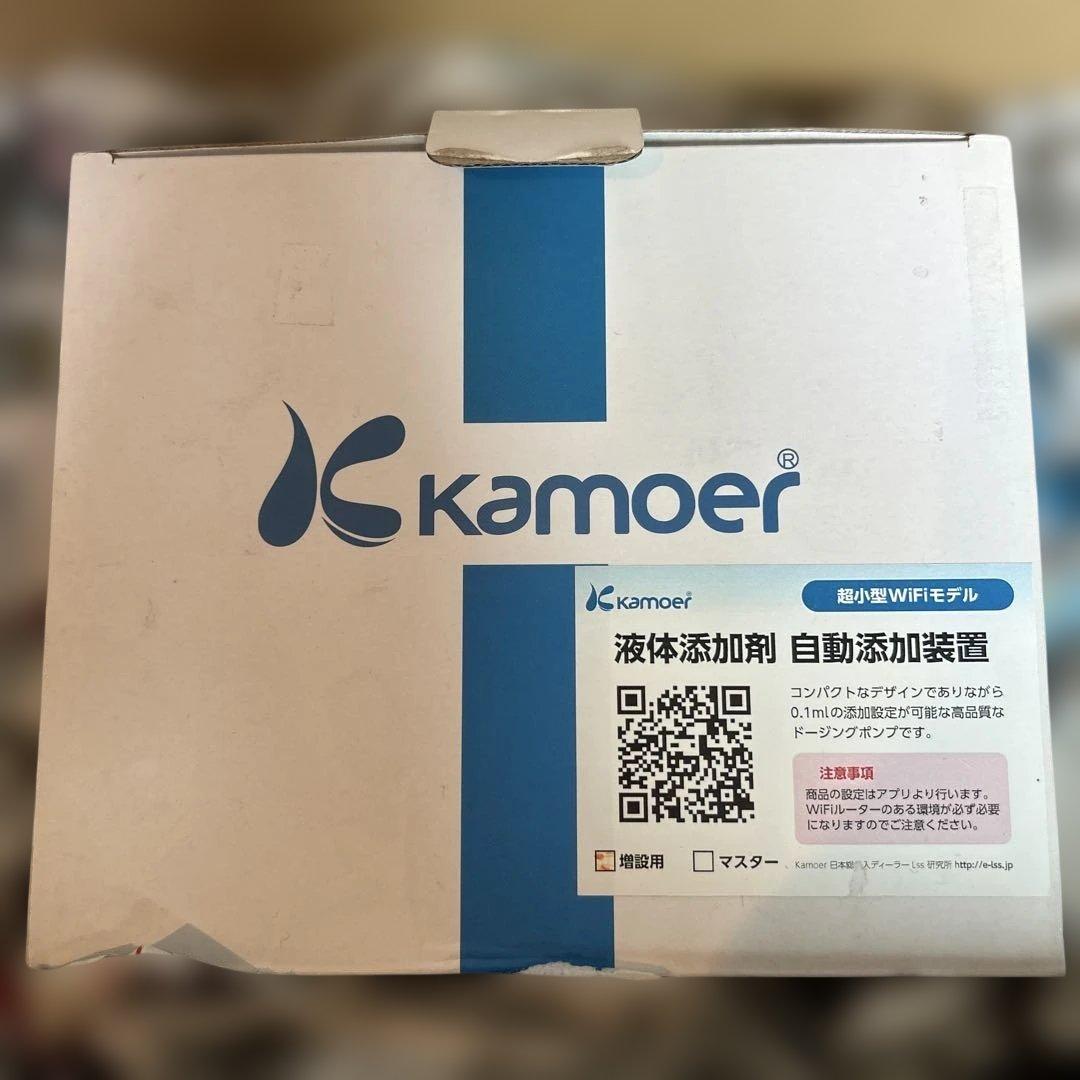 Kamoer®
Kamoer®
超小型WiFiモデル
液体添加剤 自動添加装置
コンパクトなデザインでありながら
0.1mlの添加設定が可能な高品質な
ドージングポンプです。
注意事項
商品の設定はアプリより行います。
WiFiルーターのある環境が必ず必要
になりますのでご注意ください。
増設用
マスター
Kamoer 日本総 入ディーラー Lss 研究所 http://e-lss.jp